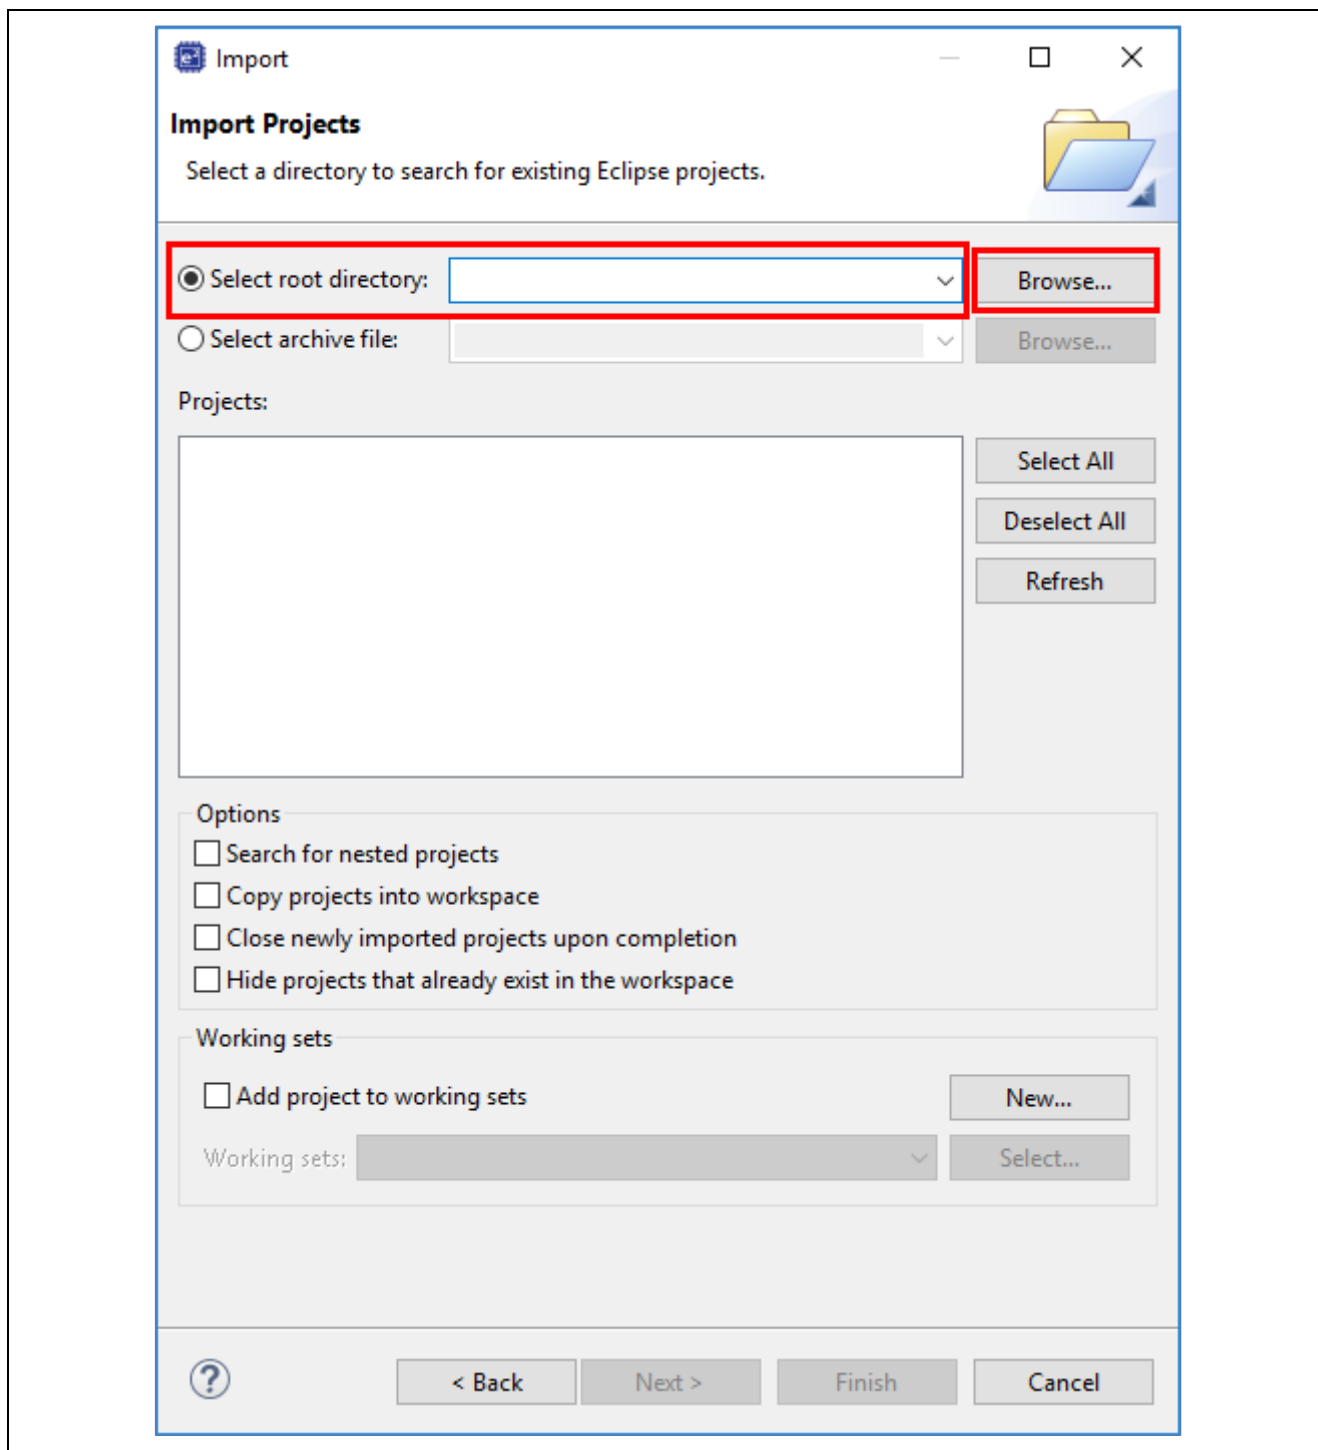 Import
Import Projects
Select a directory to search for existing Eclipse projects.
Select root directory: Browse...
Select archive file: Browse...
Projects:
Select All
Deselect All
Refresh
Options
Search for nested projects
Copy projects into workspace
Close newly imported projects upon completion
Hide projects that already exist in the workspace
Working sets
Add project to working sets New...
Working sets: Select...
? < Back Next > Finish Cancel